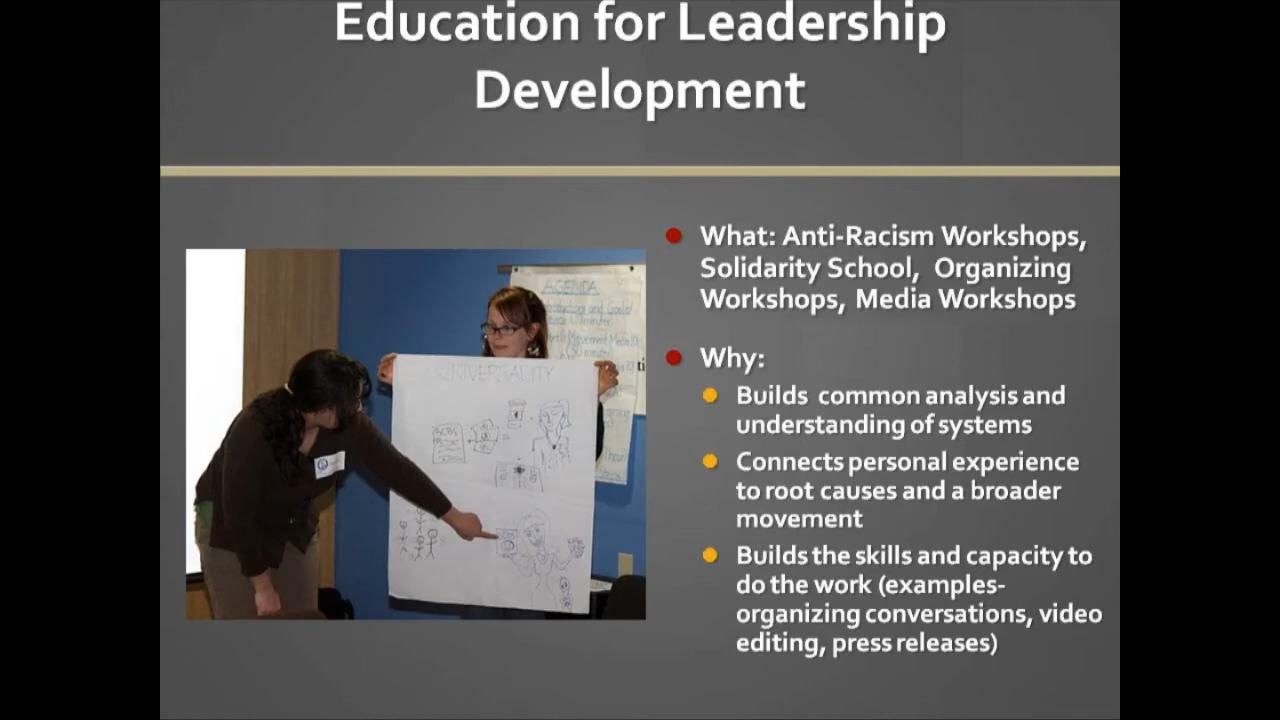 Education for Leadership
Development
What: Anti-Racism Workshops,
Solidarity School, Organizing
Workshops, Media Workshops
Why:
Builds common analysis and
understanding of systems
Connects personal experience
to root causes and a broader
movement
Builds the skills and capacity to
do the work (examples-
organizing conversations, video
editing, press releases)
AGENDA
UNIVERSALITY